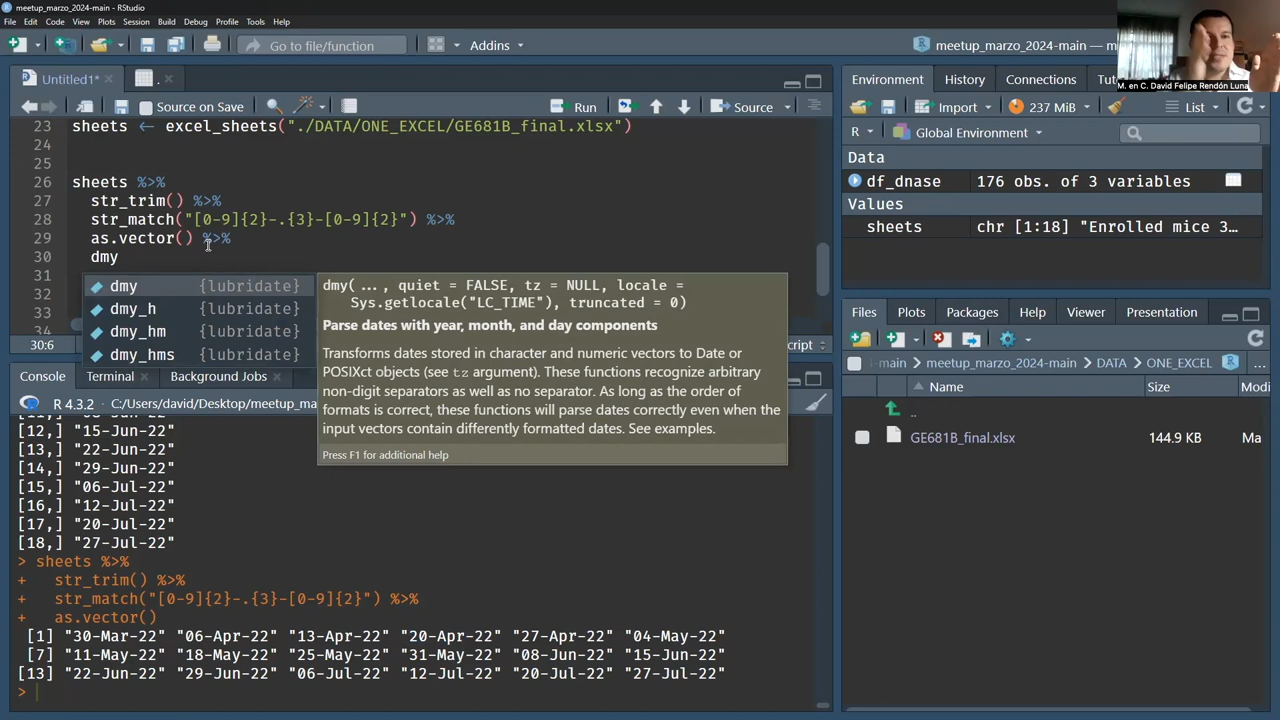 meetup_marzo_2024-main - RStudio
File Edit Code View Plots Session Build Debug Profile Tools Help
Go to file/function
Addins
meetup_marzo_2024-main
M. en C. David Felipe Rendón Luna
Untitled1*
.
Source on Save
Run
Source
23 sheets ← excel_sheets("./DATA/ONE_EXCEL/GE681B_final.xlsx")
24
25
26 sheets %>%
27 str_trim() %>%
28 str_match("[0-9]{2}-.{3}-[0-9]{2}") %>%
29 as.vector() %>%
30 dmy
31
32
33
34
dmy {lubridate}
dmy_h {lubridate}
dmy_hm {lubridate}
dmy_hms {lubridate}
dmy(..., quiet = FALSE, tz = NULL, locale =
Sys.getlocale("LC_TIME"), truncated = 0)
Parse dates with year, month, and day components
Transforms dates stored in character and numeric vectors to Date or
POSIXct objects (see tz argument). These functions recognize arbitrary
non-digit separators as well as no separator. As long as the order of
formats is correct, these functions will parse dates correctly even when the
input vectors contain differently formatted dates. See examples.
Press F1 for additional help
30:6
cript
Console Terminal Background Jobs
R 4.3.2 · C:/Users/david/Desktop/meetup_ma
[12,] "15-Jun-22"
[13,] "22-Jun-22"
[14,] "29-Jun-22"
[15,] "06-Jul-22"
[16,] "12-Jul-22"
[17,] "20-Jul-22"
[18,] "27-Jul-22"
> sheets %>%
+ str_trim() %>%
+ str_match("[0-9]{2}-.{3}-[0-9]{2}") %>%
+ as.vector()
[1] "30-Mar-22" "06-Apr-22" "13-Apr-22" "20-Apr-22" "27-Apr-22" "04-May-22"
[7] "11-May-22" "18-May-22" "25-May-22" "31-May-22" "08-Jun-22" "15-Jun-22"
[13] "22-Jun-22" "29-Jun-22" "06-Jul-22" "12-Jul-22" "20-Jul-22" "27-Jul-22"
>
Environment History Connections Tu
Import 237 MiB List
R Global Environment
Data
df_dnase 176 obs. of 3 variables
Values
sheets chr [1:18] "Enrolled mice 3…
Files Plots Packages Help Viewer Presentation
-main meetup_marzo_2024-main DATA ONE_EXCEL ...
Name Size Modi
..
GE681B_final.xlsx 144.9 KB Ma